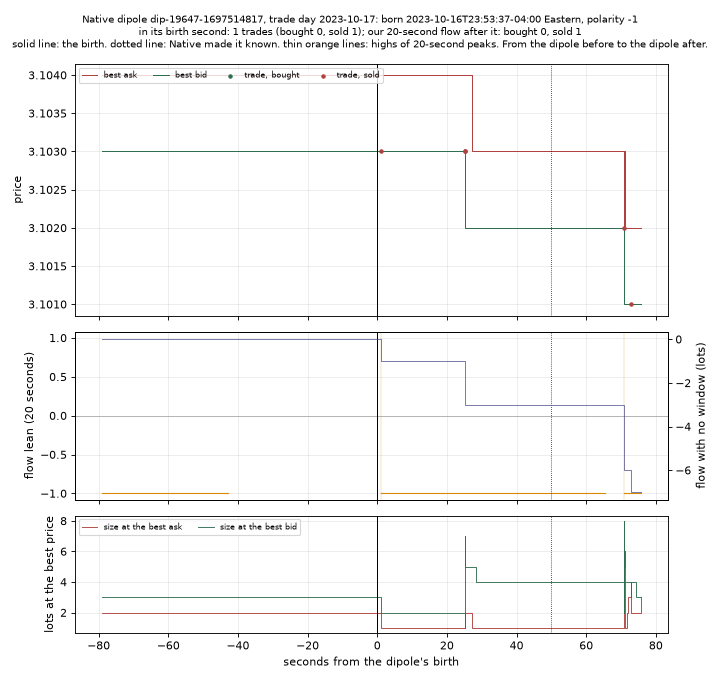 Native dipole dip-19647-1697514817, trade day 2023-10-17: born 2023-10-16T23:53:37-04:00 Eastern, polarity -1
in its birth second: 1 trades (bought 0, sold 1); our 20-second flow after it: bought 0, sold 1
solid line: the birth. dotted line: Native made it known. thin orange lines: highs of 20-second peaks. From the dipole before to the dipole after.
best ask best bid trade, bought trade, sold
3.1040
3.1035
3.1030
3.1025
3.1020
3.1015
3.1010
price
1.0
0.5
0.0
−0.5
−1.0
flow lean (20 seconds)
0
−2
−4
−6
flow with no window (lots)
size at the best ask size at the best bid
8
6
4
2
lots at the best price
−80 −60 −40 −20 0 20 40 60 80
seconds from the dipole's birth